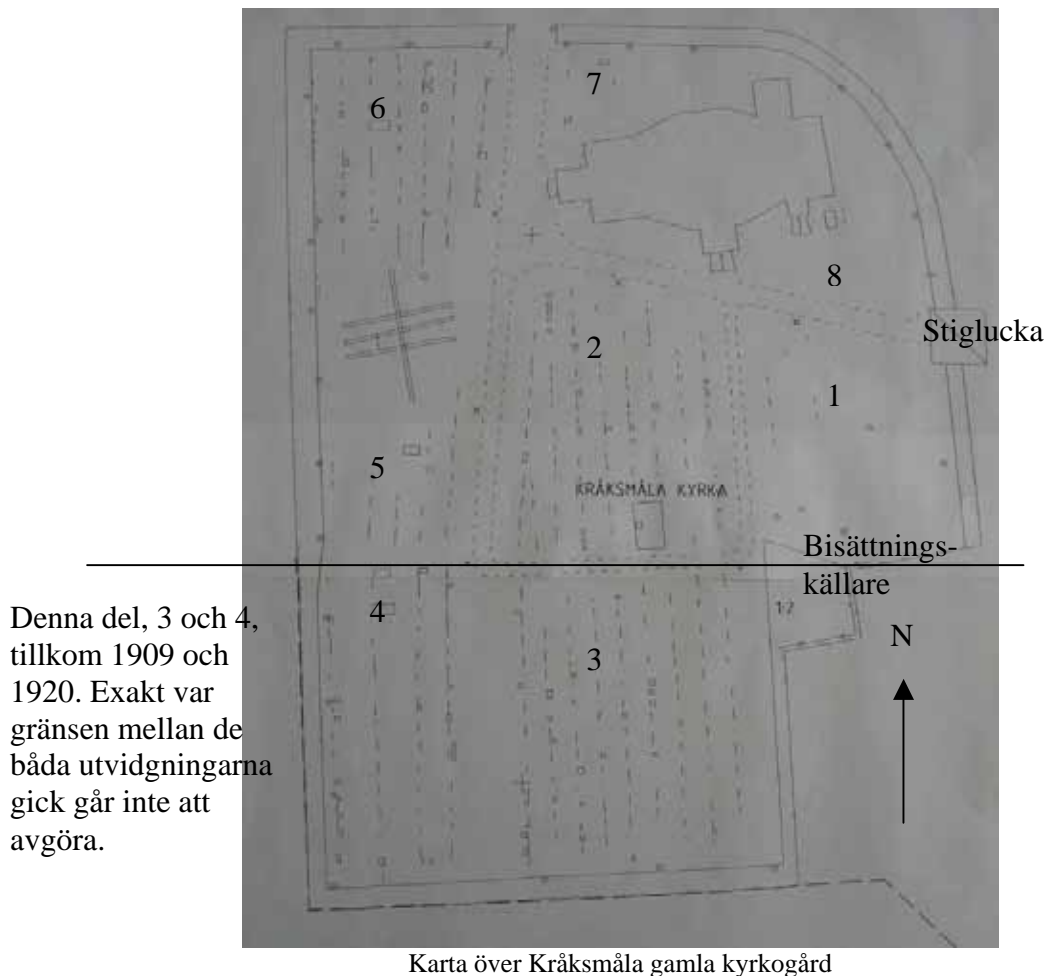 6
7
8
Stiglucka
2
1
5
KRÅKSMÅLA KYRKA
Bisättnings-
källare
4
12
3
N
Denna del, 3 och 4,
tillkom 1909 och
1920. Exakt var
gränsen mellan de
båda utvidgningarna
gick går inte att
avgöra.
Karta över Kråksmåla gamla kyrkogård